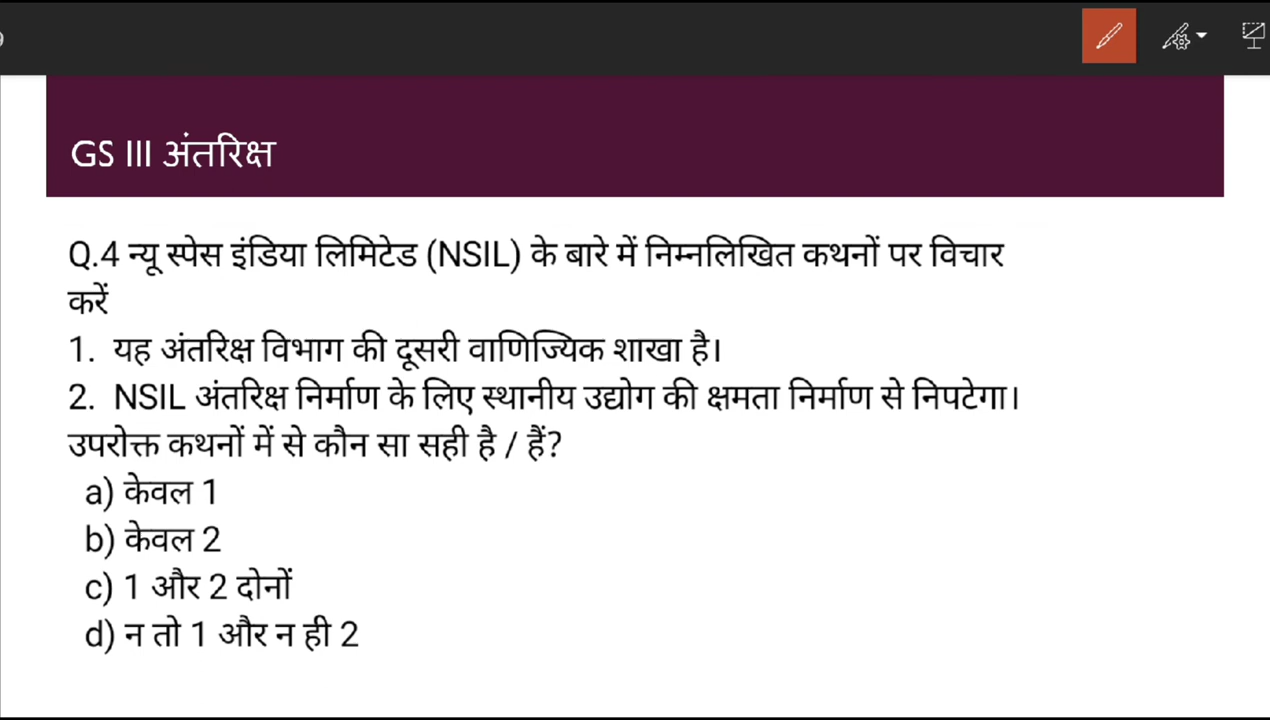 GS III अंतरिक्ष
Q.4 न्यू स्पेस इंडिया लिमिटेड (NSIL) के बारे में निम्नलिखित कथनों पर विचार
करें
1. यह अंतरिक्ष विभाग की दूसरी वाणिज्यिक शाखा है।
2. NSIL अंतरिक्ष निर्माण के लिए स्थानीय उद्योग की क्षमता निर्माण से निपटेगा।
उपरोक्त कथनों में से कौन सा सही है / हैं?
a) केवल 1
b) केवल 2
c) 1 और 2 दोनों
d) न तो 1 और न ही 2